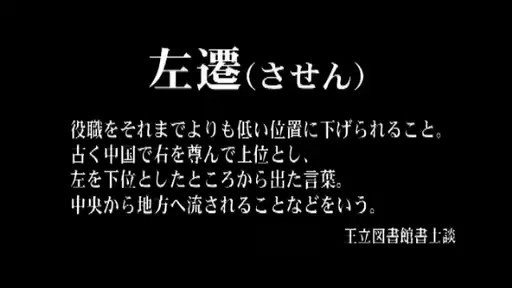 左遷(させん)
役職をそれまでよりも低い位置に下げられること。
古く中国で右を尊んで上位とし、
左を下位としたところから出た言葉。
中央から地方へ流されることなどをいう。
王立図書館書上談